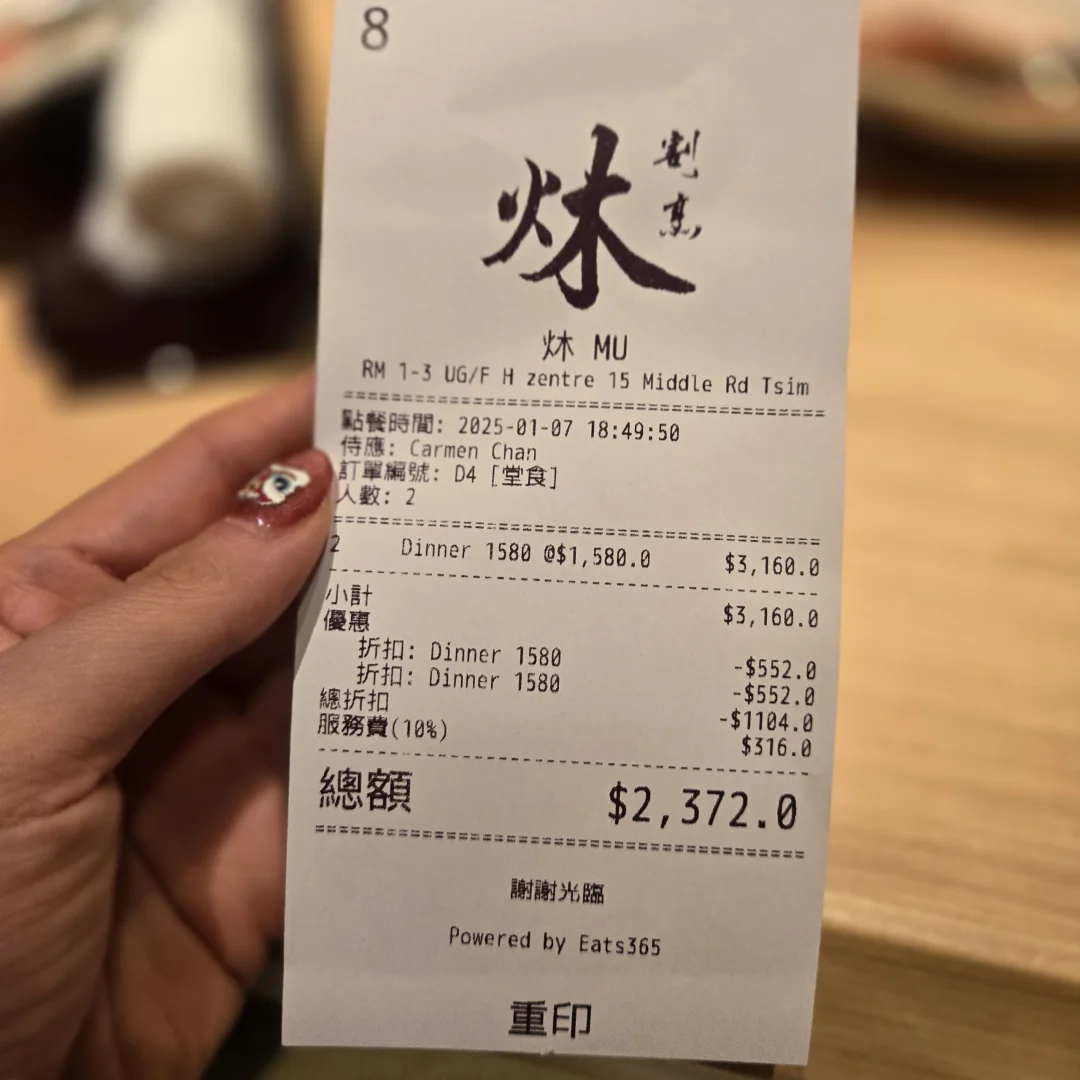 8
炑
割烹
炑 MU
RM 1-3 UG/F H zentre 15 Middle Rd Tsim
點餐時間: 2025-01-07 18:49:50
侍應: Carmen Chan
訂單編號: D4 [堂食]
人數: 2
2 Dinner 1580 @$1,580.0 $3,160.0
小計 $3,160.0
優惠
折扣: Dinner 1580 -$552.0
折扣: Dinner 1580 -$552.0
總折扣 -$1104.0
服務費(10%) $316.0
總額 $2,372.0
謝謝光臨
Powered by Eats365
重印